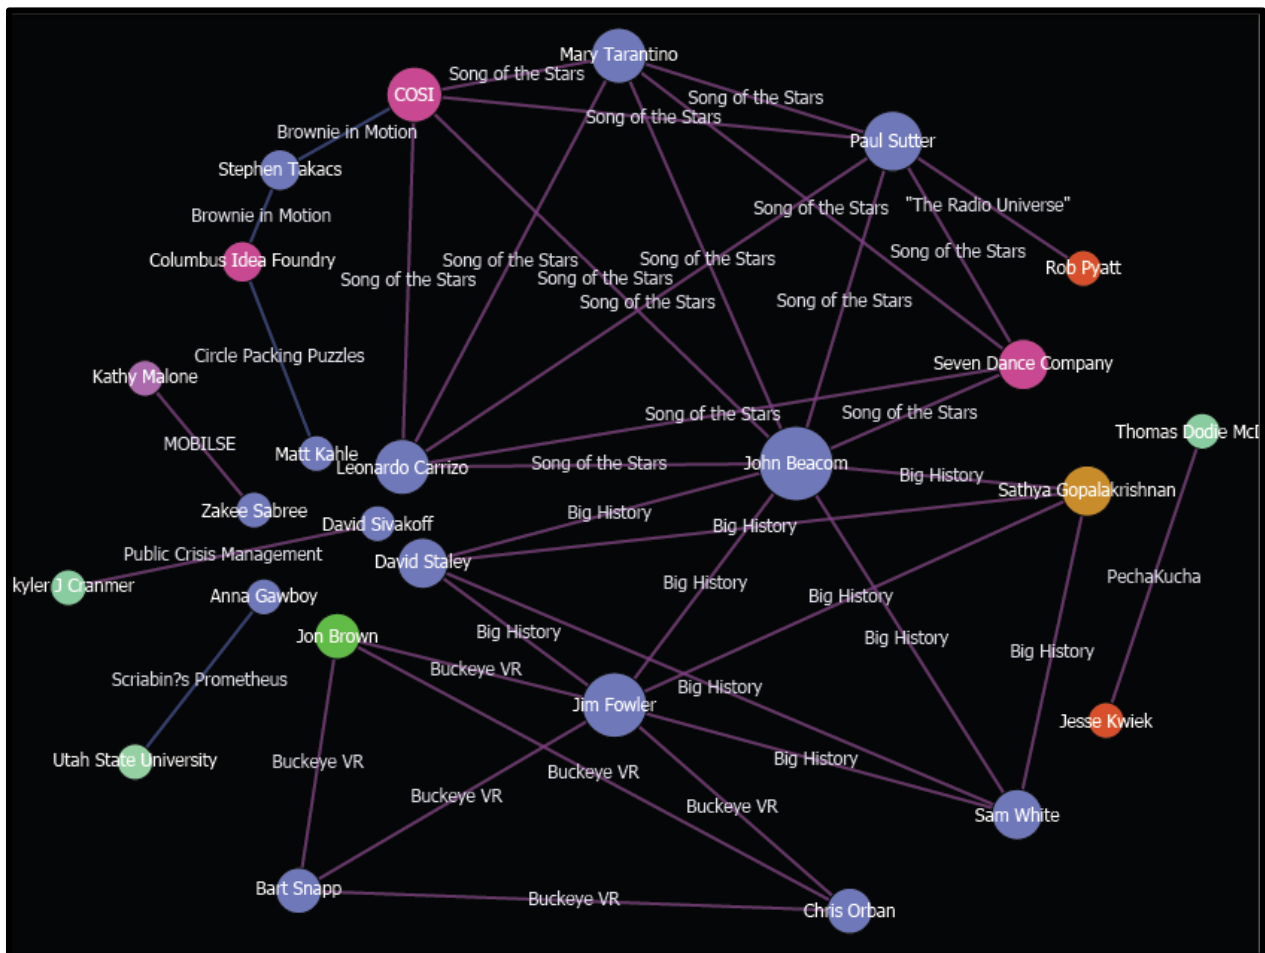 Mary Tarantino
Song of the Stars
COSI
Song of the Stars
Song of the Stars
Brownie in Motion
Paul Sutter
Stephen Takacs
"The Radio Universe"
Song of the Stars
Brownie in Motion
Song of the Stars
Columbus Idea Foundry
Song of the Stars
Song of the Stars
Rob Pyatt
Song of the Stars
Song of the Stars
Song of the Stars
Song of the Stars
Circle Packing Puzzles
Seven Dance Company
Kathy Malone
Song of the Stars
Song of the Stars
Thomas Dodie McD
MOBILSE
Matt Kahle
Leonardo Carrizo
Song of the Stars
John Beacom
Big History
Sathya Gopalakrishnan
Zakee Sabree
Big History
David Sivakoff
Big History
Public Crisis Management
David Staley
PechaKucha
kyler J Cranmer
Big History
Anna Gawboy
Big History
Jon Brown
Big History
Big History
Big History
Buckeye VR
Scriabin?s Prometheus
Big History
Jim Fowler
Jesse Kwiek
Utah State University
Buckeye VR
Big History
Buckeye VR
Buckeye VR
Buckeye VR
Sam White
Bart Snapp
Buckeye VR
Chris Orban